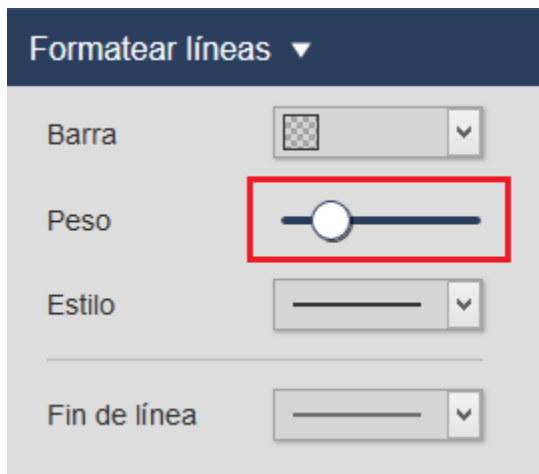 Formatear líneas
Barra
Peso
Estilo
Fin de línea